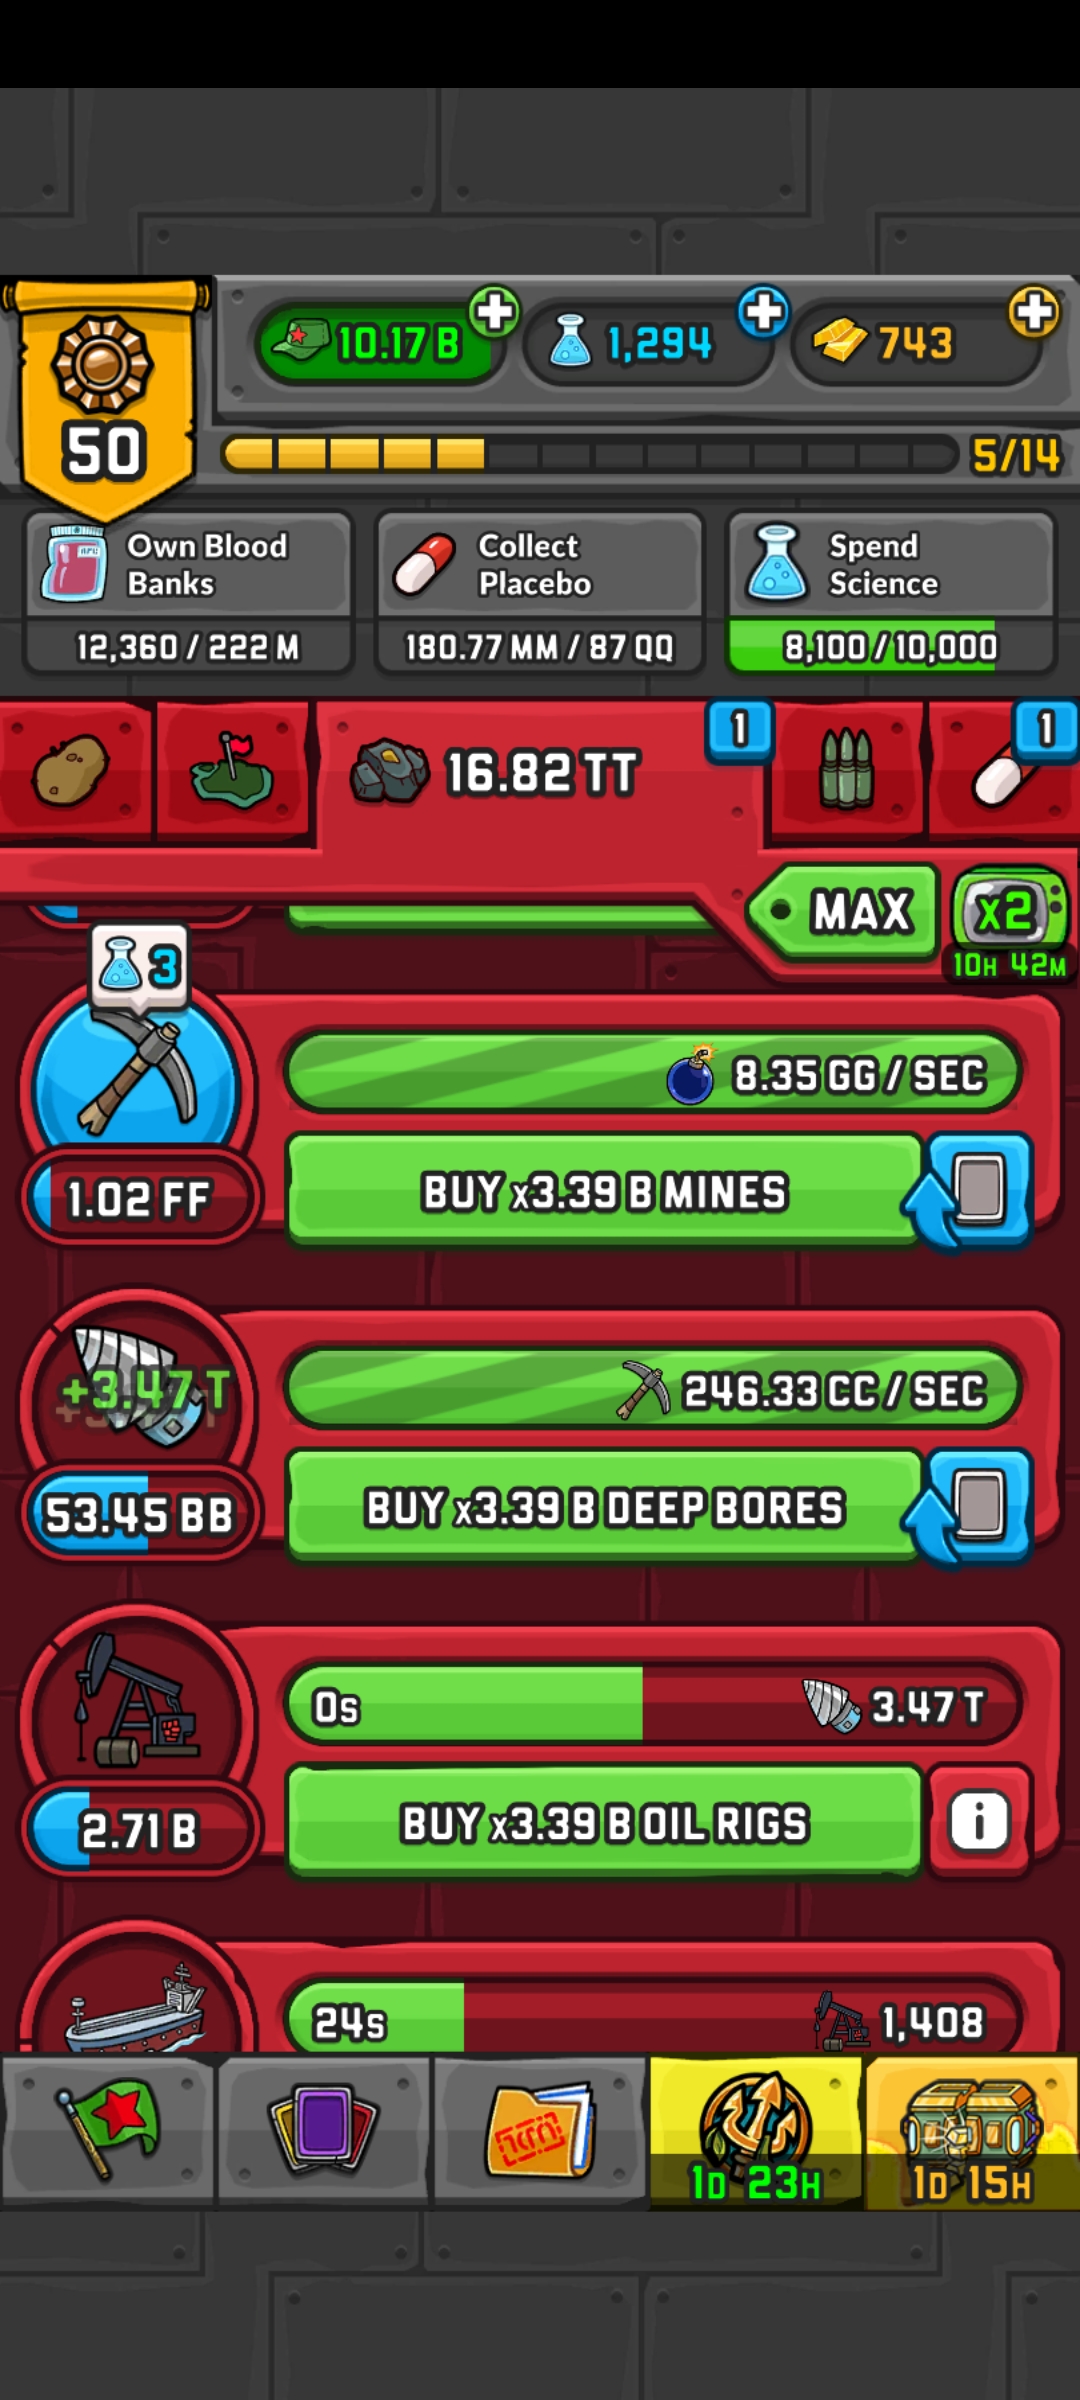 10.17 B
1,294
743
50
5/14
Own Blood
Banks
12,360 / 222 M
Collect
Placebo
180.77 MM / 87 QQ
Spend
Science
8,100 / 10,000
16.82 TT
1
1
MAX
x2
10H 42M
3
8.35 GG / SEC
1.02 FF
BUY x3.39 B MINES
+3.47 T
246.33 CC / SEC
53.45 BB
BUY x3.39 B DEEP BORES
0s
3.47 T
2.71 B
BUY x3.39 B OIL RIGS
i
24s
1,408
1D 23H
1D 15H